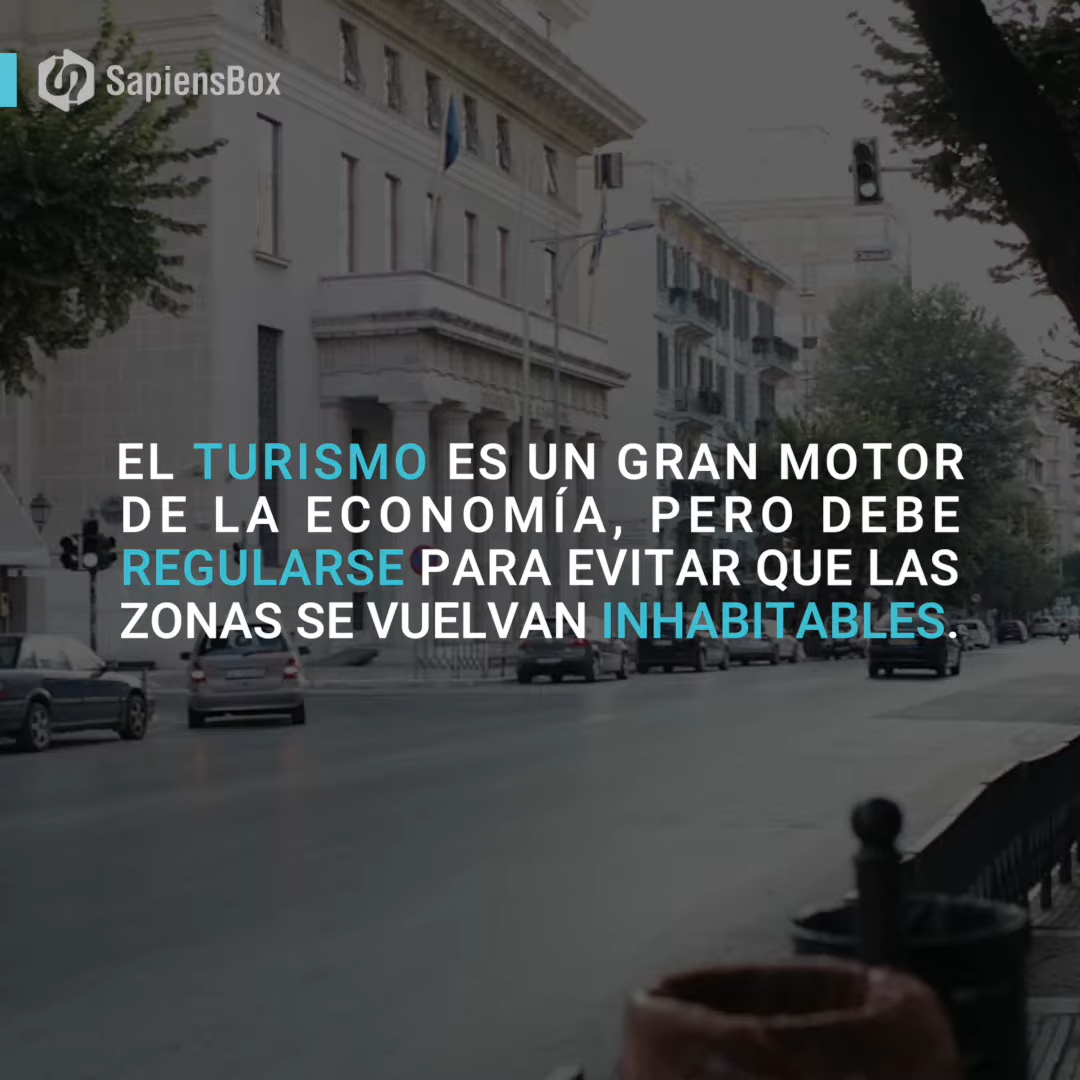 SapiensBox
EL TURISMO ES UN GRAN MOTOR
DE LA ECONOMÍA, PERO DEBE
REGULARSE PARA EVITAR QUE LAS
ZONAS SE VUELVAN INHABITABLES.